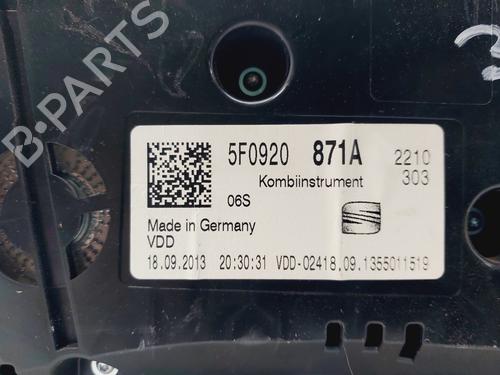 B-PARTS
5F0920 871A 2210
Kombiinstrument 303
06S
Made in Germany
VDD
18.09.2013 20:30:31 VDD-02418.09.1355011519